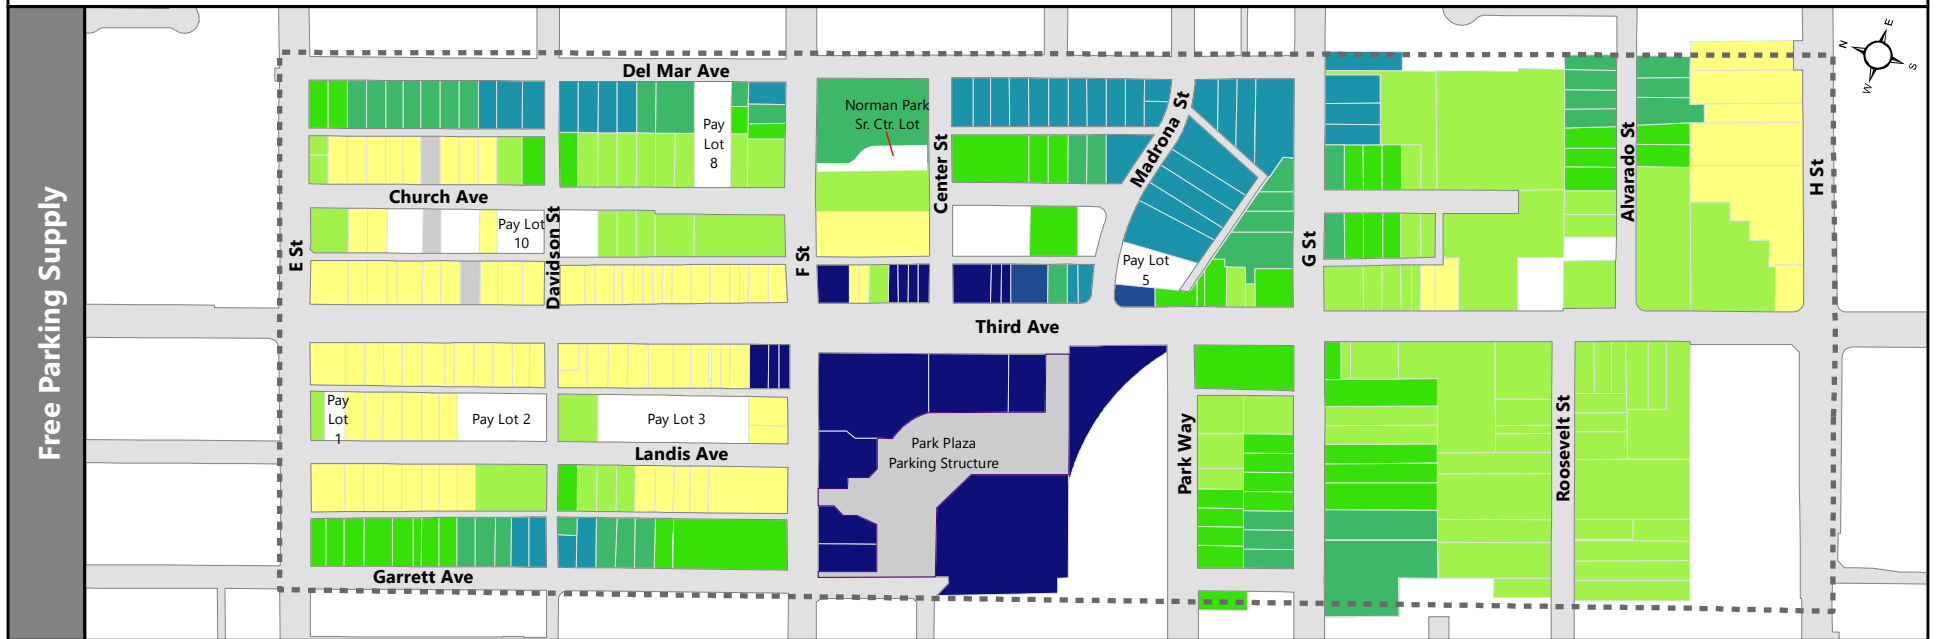 Free Parking Supply
Del Mar Ave
N
E
S
W
Norman Park
Sr. Ctr. Lot
Pay
Lot
8
Church Ave
Pay Lot
10
E St
Davidson St
F St
Center St
Madrona St
Pay Lot
5
G St
Alvarado St
H St
Third Ave
Pay
Lot
1
Pay Lot 2
Pay Lot 3
Landis Ave
Park Plaza
Parking Structure
Park Way
Roosevelt St
Garrett Ave